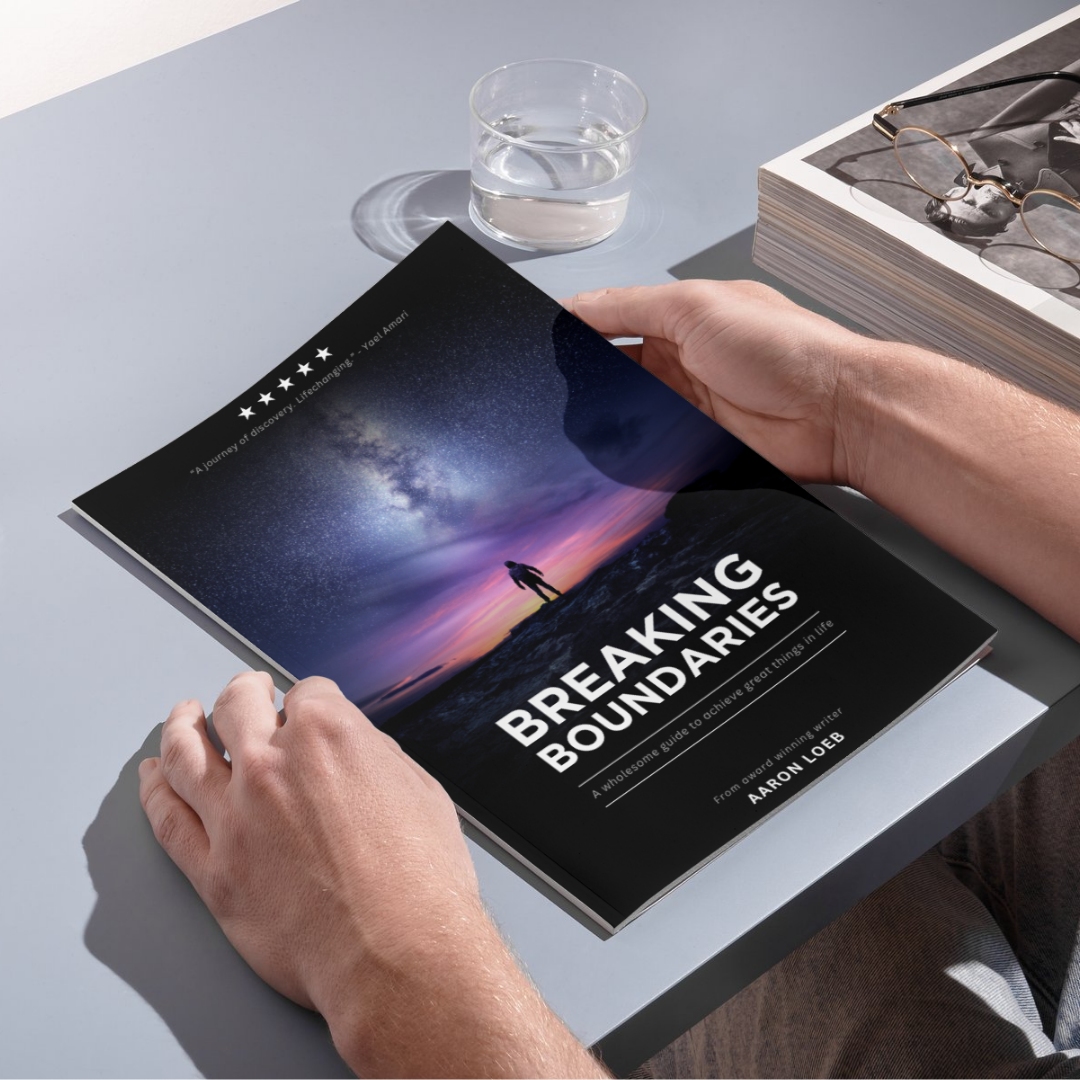 ★★★★★
"A journey of discovery. Lifechanging." - Yael Amari
BREAKING
BOUNDARIES
A wholesome guide to achieve great things in life
From award winning writer
AARON LOEB